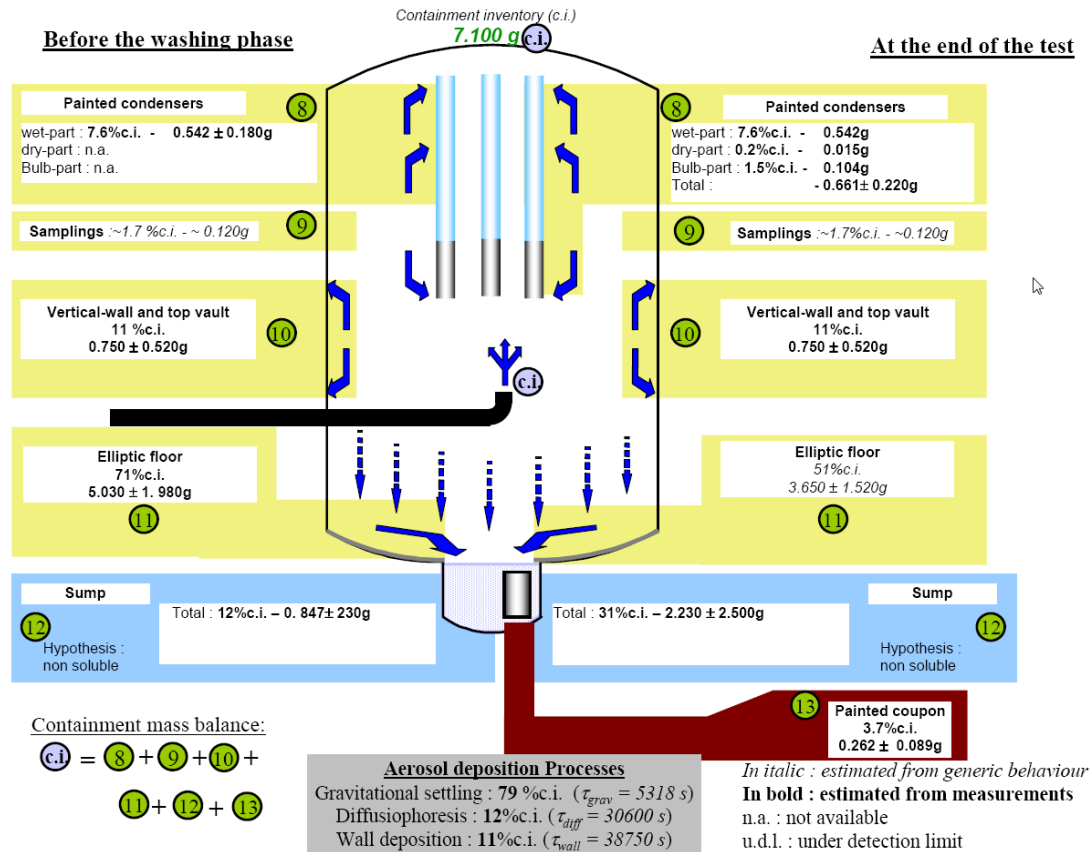 Containment inventory (c.i.)
7.100 g c.i.
Before the washing phase
At the end of the test
Painted condensers
8
wet-part : 7.6%c.i. - 0.542 ± 0.180g
dry-part : n.a.
Bulb-part : n.a.
8
Painted condensers
wet-part : 7.6%c.i. - 0.542g
dry-part : 0.2%c.i. - 0.015g
Bulb-part : 1.5%c.i. - 0.104g
Total : - 0.661± 0.220g
Samplings :~1.7 %c.i. - ~ 0.120g
9
9
Samplings :~1.7%c.i. - ~0.120g
Vertical-wall and top vault
11 %c.i.
0.750 ± 0.520g
10
10
Vertical-wall and top vault
11%c.i.
0.750 ± 0.520g
c.i.
Elliptic floor
71%c.i.
5.030 ± 1. 980g
11
Elliptic floor
51%c.i.
3.650 ± 1.520g
11
Sump
Total : 12%c.i. – 0. 847± 230g
12
Hypothesis :
non soluble
Total : 31%c.i. – 2.230 ± 2.500g
Sump
12
Hypothesis :
non soluble
13
Painted coupon
3.7%c.i.
0.262 ± 0.089g
Containment mass balance:
c.i. = 8 + 9 + 10 +
11 + 12 + 13
Aerosol deposition Processes
Gravitational settling : 79 %c.i. (τgrav = 5318 s)
Diffusiophoresis : 12%c.i. (τdiff = 30600 s)
Wall deposition : 11%c.i. (τwall = 38750 s)
In italic : estimated from generic behaviour
In bold : estimated from measurements
n.a. : not available
u.d.l. : under detection limit